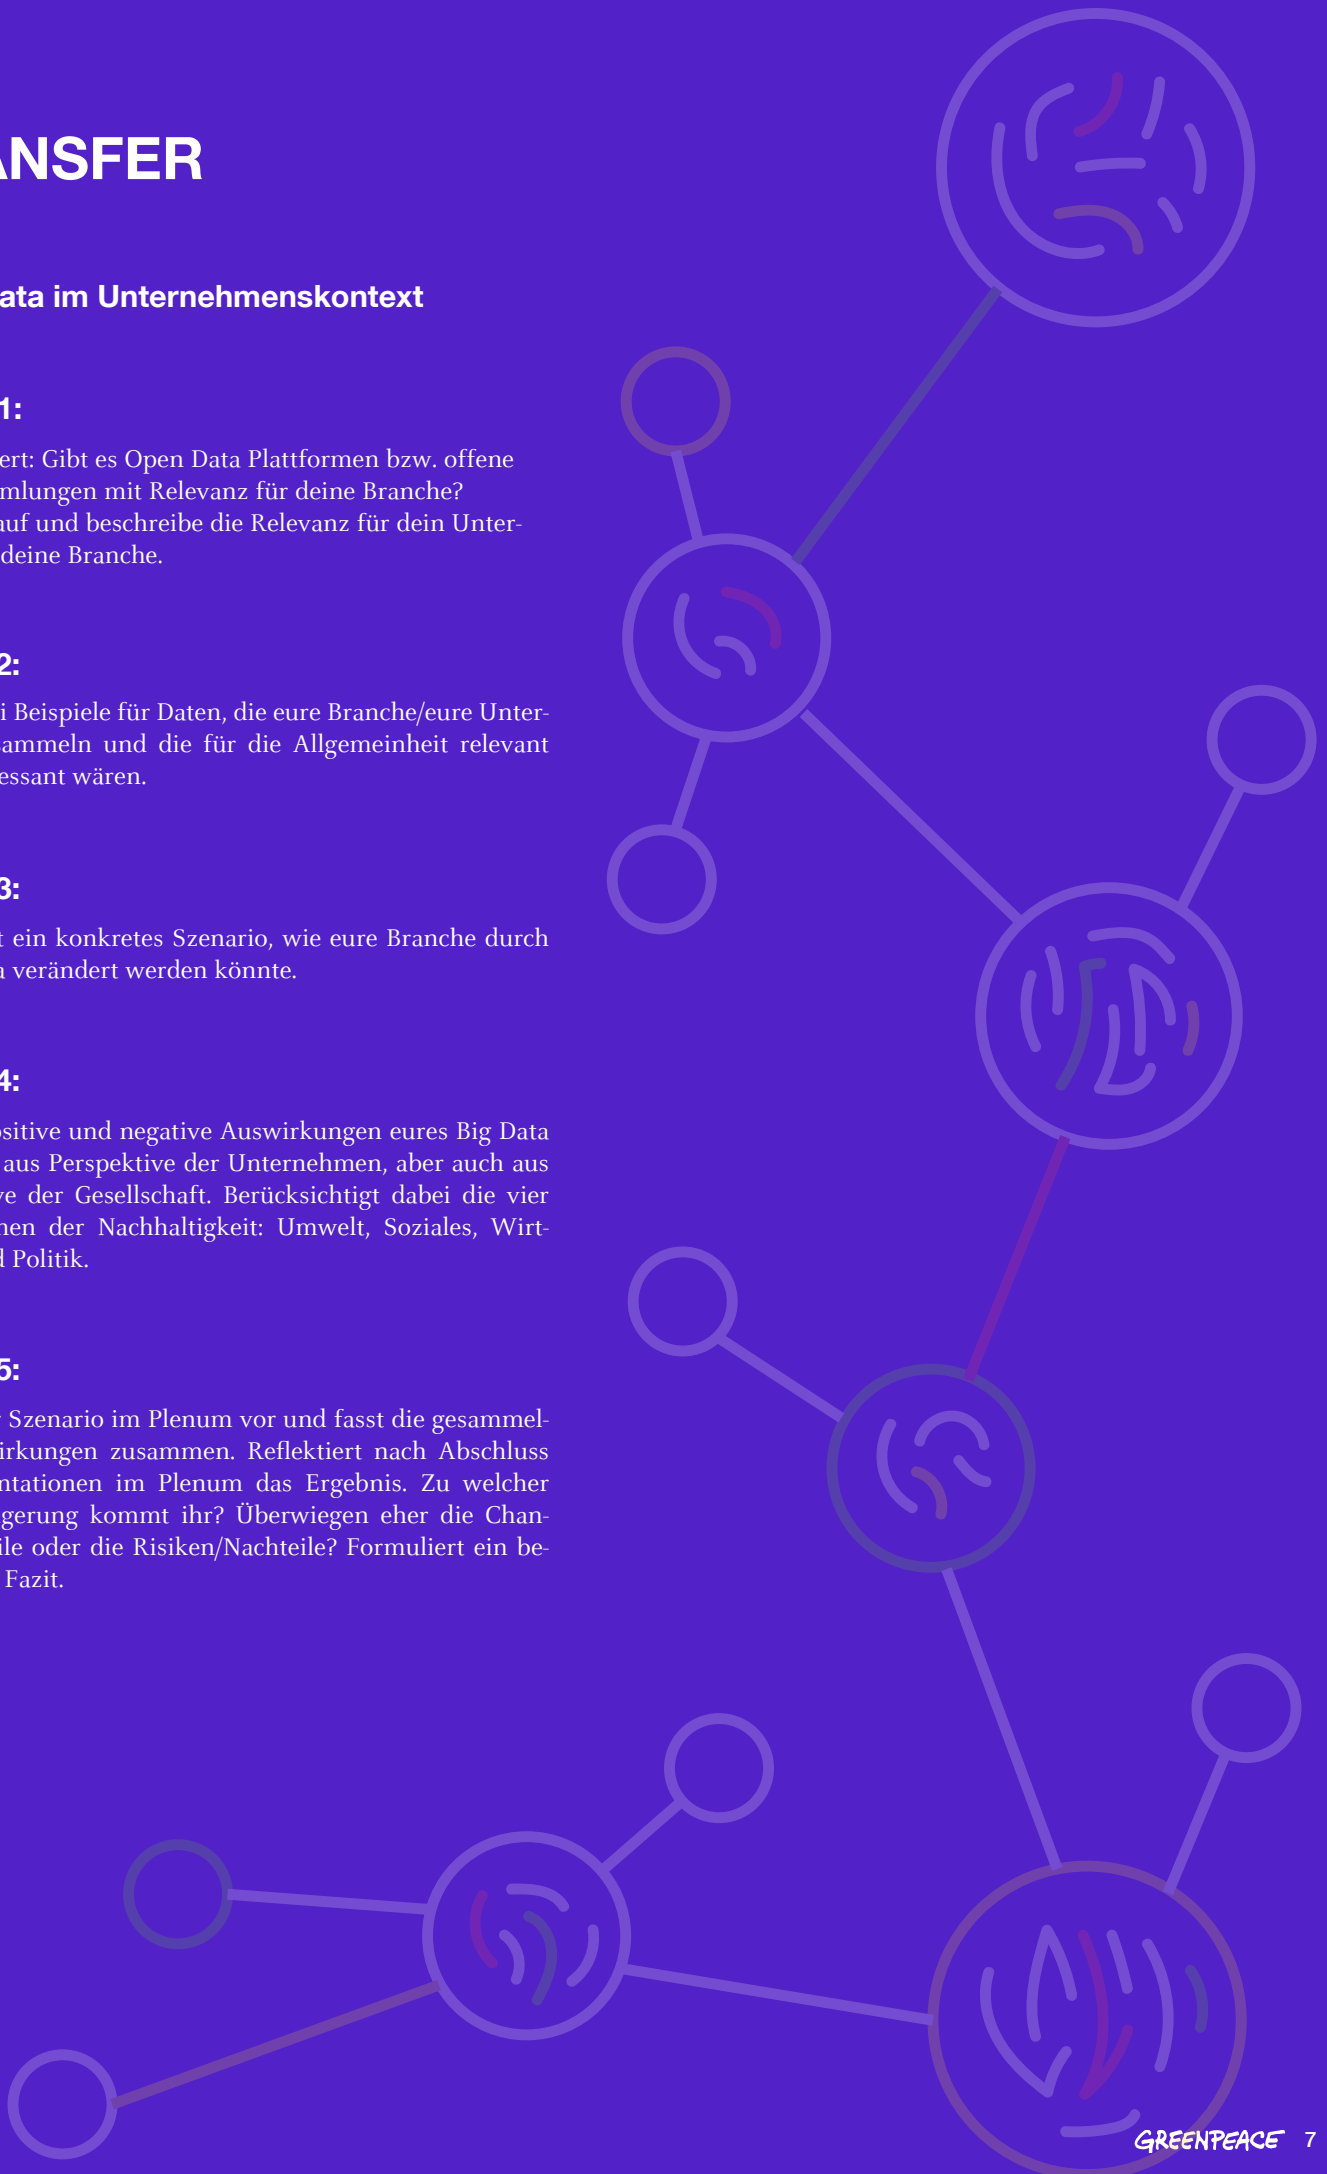 ANSFER
ata im Unternehmenskontext
1:
ert: Gibt es Open Data Plattformen bzw. offene
mlungen mit Relevanz für deine Branche?
auf und beschreibe die Relevanz für dein Unter-
deine Branche.
2:
i Beispiele für Daten, die eure Branche/eure Unter-
sammeln und die für die Allgemeinheit relevant
essant wären.
3:
t ein konkretes Szenario, wie eure Branche durch
a verändert werden könnte.
4:
ositive und negative Auswirkungen eures Big Data
aus Perspektive der Unternehmen, aber auch aus
ve der Gesellschaft. Berücksichtigt dabei die vier
nen der Nachhaltigkeit: Umwelt, Soziales, Wirt-
d Politik.
5:
r Szenario im Plenum vor und fasst die gesammel-
irkungen zusammen. Reflektiert nach Abschluss
ntationen im Plenum das Ergebnis. Zu welcher
gerung kommt ihr? Überwiegen eher die Chan-
ile oder die Risiken/Nachteile? Formuliert ein be-
Fazit.
GREENPEACE 7